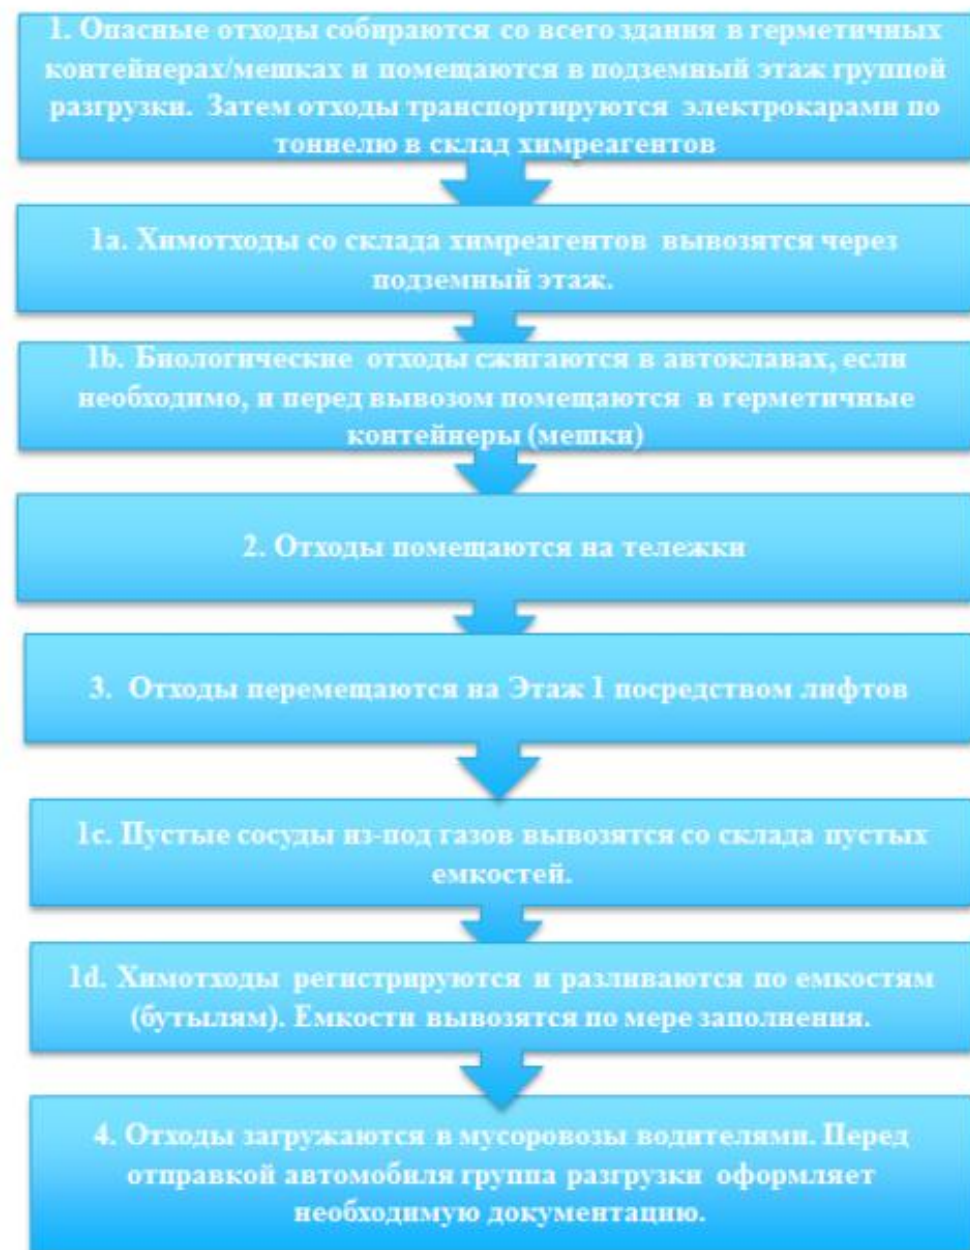 1. Опасные отходы собираются со всего здания в герметичных
контейнерах/мешках и помещаются в подземный этаж группой
разгрузки. Затем отходы транспортируются электрокарами по
тоннелю в склад химреагентов
1a. Химотходы со склада химреагентов вывозятся через
подземный этаж.
1b. Биологические отходы сжигаются в автоклавах, если
необходимо, и перед вывозом помещаются в герметичные
контейнеры (мешки)
2. Отходы помещаются на тележки
3. Отходы перемещаются на Этаж 1 посредством лифтов
1c. Пустые сосуды из-под газов вывозятся со склада пустых
емкостей.
1d. Химотходы регистрируются и разливаются по емкостям
(бутылям). Емкости вывозятся по мере заполнения.
4. Отходы загружаются в мусоровозы водителями. Перед
отправкой автомобиля группа разгрузки оформляет
необходимую документацию.